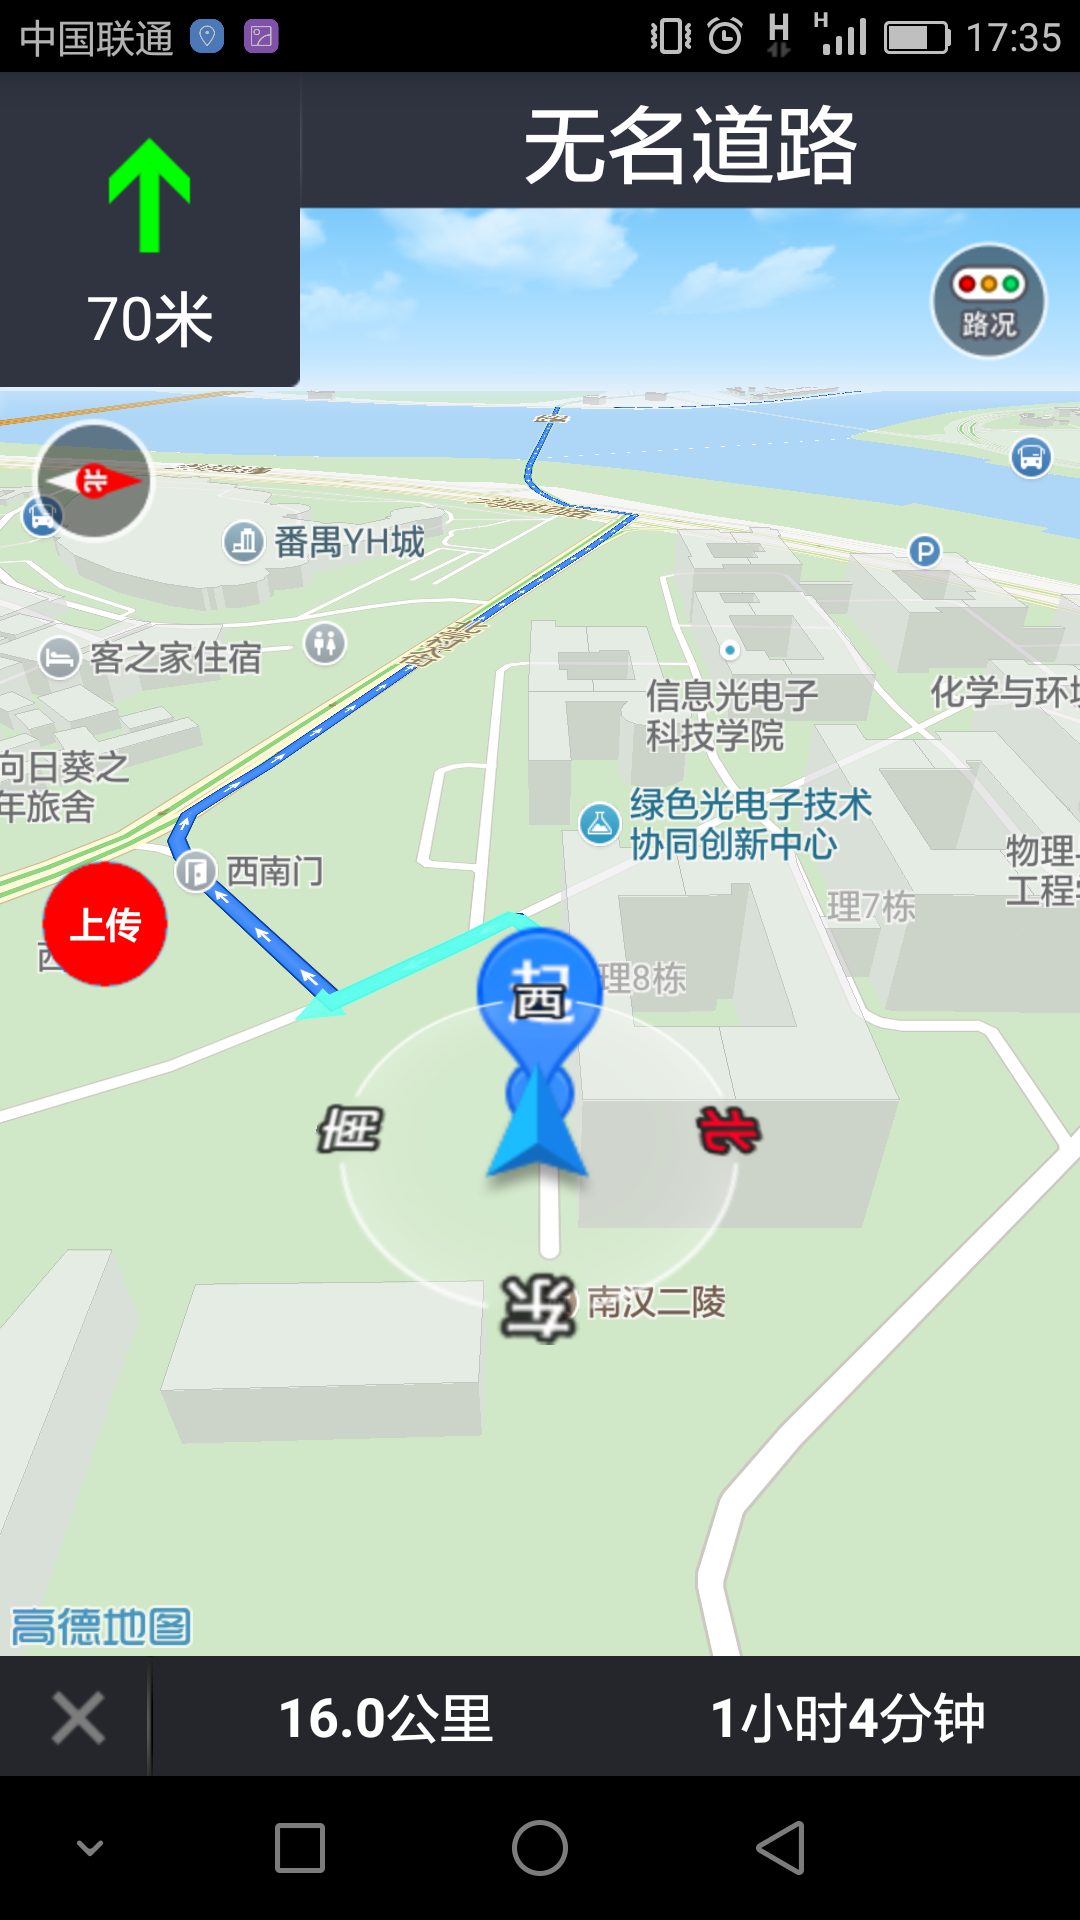 中国联通
H
H
17:35
无名道路
70米
路况
北
番禺YH城
P
客之家住宿
信息光电子
科技学院
化学与环境
向日葵之
年旅舍
绿色光电子技术
协同创新中心
物理
工程学
西南门
理7栋
上传
西
理8栋
起
西
南
北
东
南汉二陵
高德地图
16.0公里
1小时4分钟